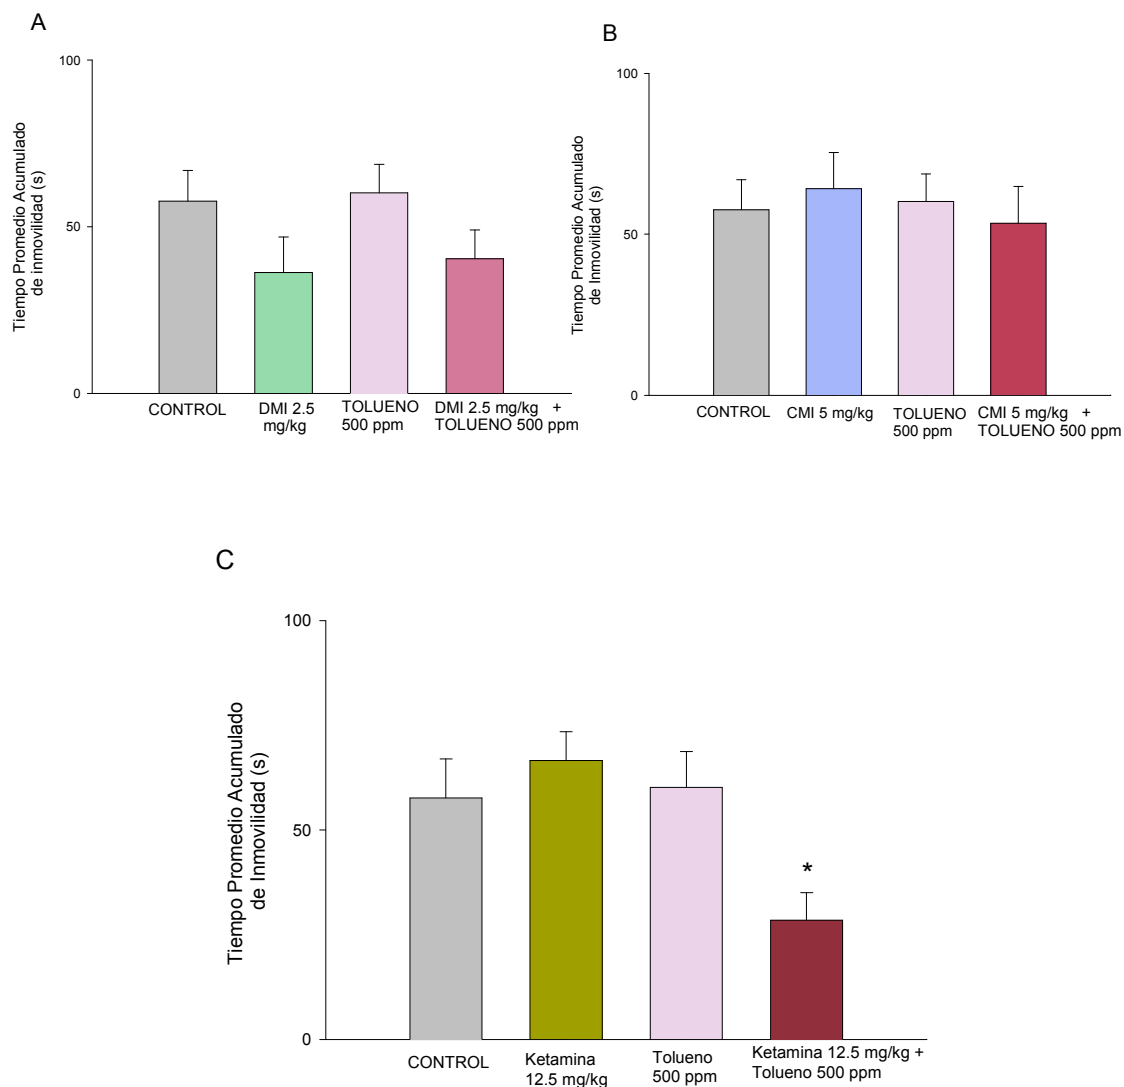 A
100
50
0
Tiempo Promedio Acumulado
de inmovilidad (s)
CONTROL
DMI 2.5
mg/kg
TOLUENO
500 ppm
DMI 2.5 mg/kg +
TOLUENO 500 ppm
B
100
50
0
Tiempo Promedio Acumulado
de Inmovilidad (s)
CONTROL
CMI 5 mg/kg
TOLUENO
500 ppm
CMI 5 mg/kg +
TOLUENO 500 ppm
C
100
50
0
Tiempo Promedio Acumulado
de Inmovilidad (s)
*
CONTROL
Ketamina
12.5 mg/kg
Tolueno
500 ppm
Ketamina 12.5 mg/kg +
Tolueno 500 ppm